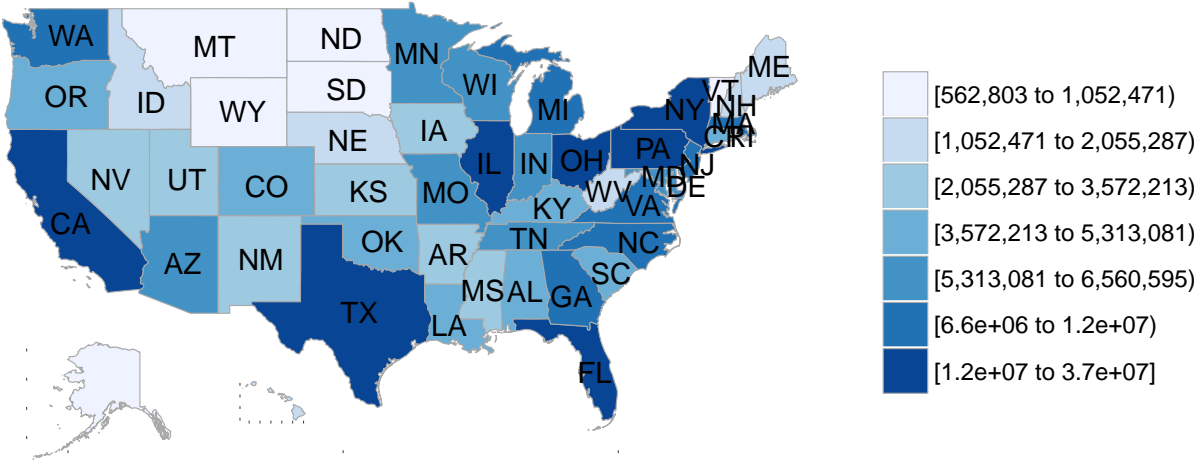 WA
MT
ND
MN
ME
OR
ID
WY
SD
WI
MI
VT
NH
NY
MA
CT
RI
NE
IA
NV
UT
CO
KS
MO
IL
IN
OH
PA
NJ
MD
DE
WV
VA
KY
CA
AZ
NM
OK
AR
TN
NC
SC
MS
AL
GA
TX
LA
FL
[562,803 to 1,052,471)
[1,052,471 to 2,055,287)
[2,055,287 to 3,572,213)
[3,572,213 to 5,313,081)
[5,313,081 to 6,560,595)
[6.6e+06 to 1.2e+07)
[1.2e+07 to 3.7e+07]